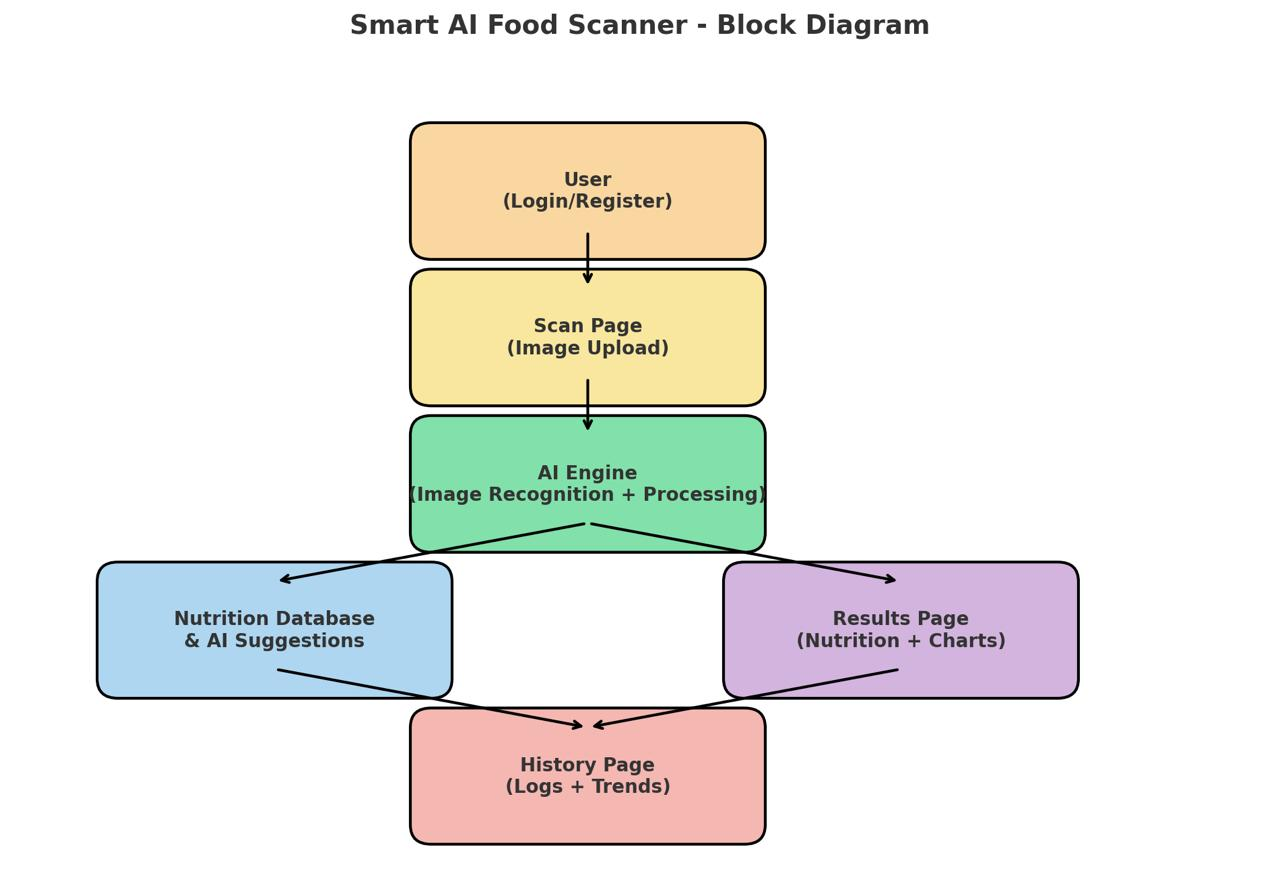 Smart AI Food Scanner - Block Diagram
User
(Login/Register)
Scan Page
(Image Upload)
AI Engine
(Image Recognition + Processing)
Nutrition Database
& AI Suggestions
Results Page
(Nutrition + Charts)
History Page
(Logs + Trends)